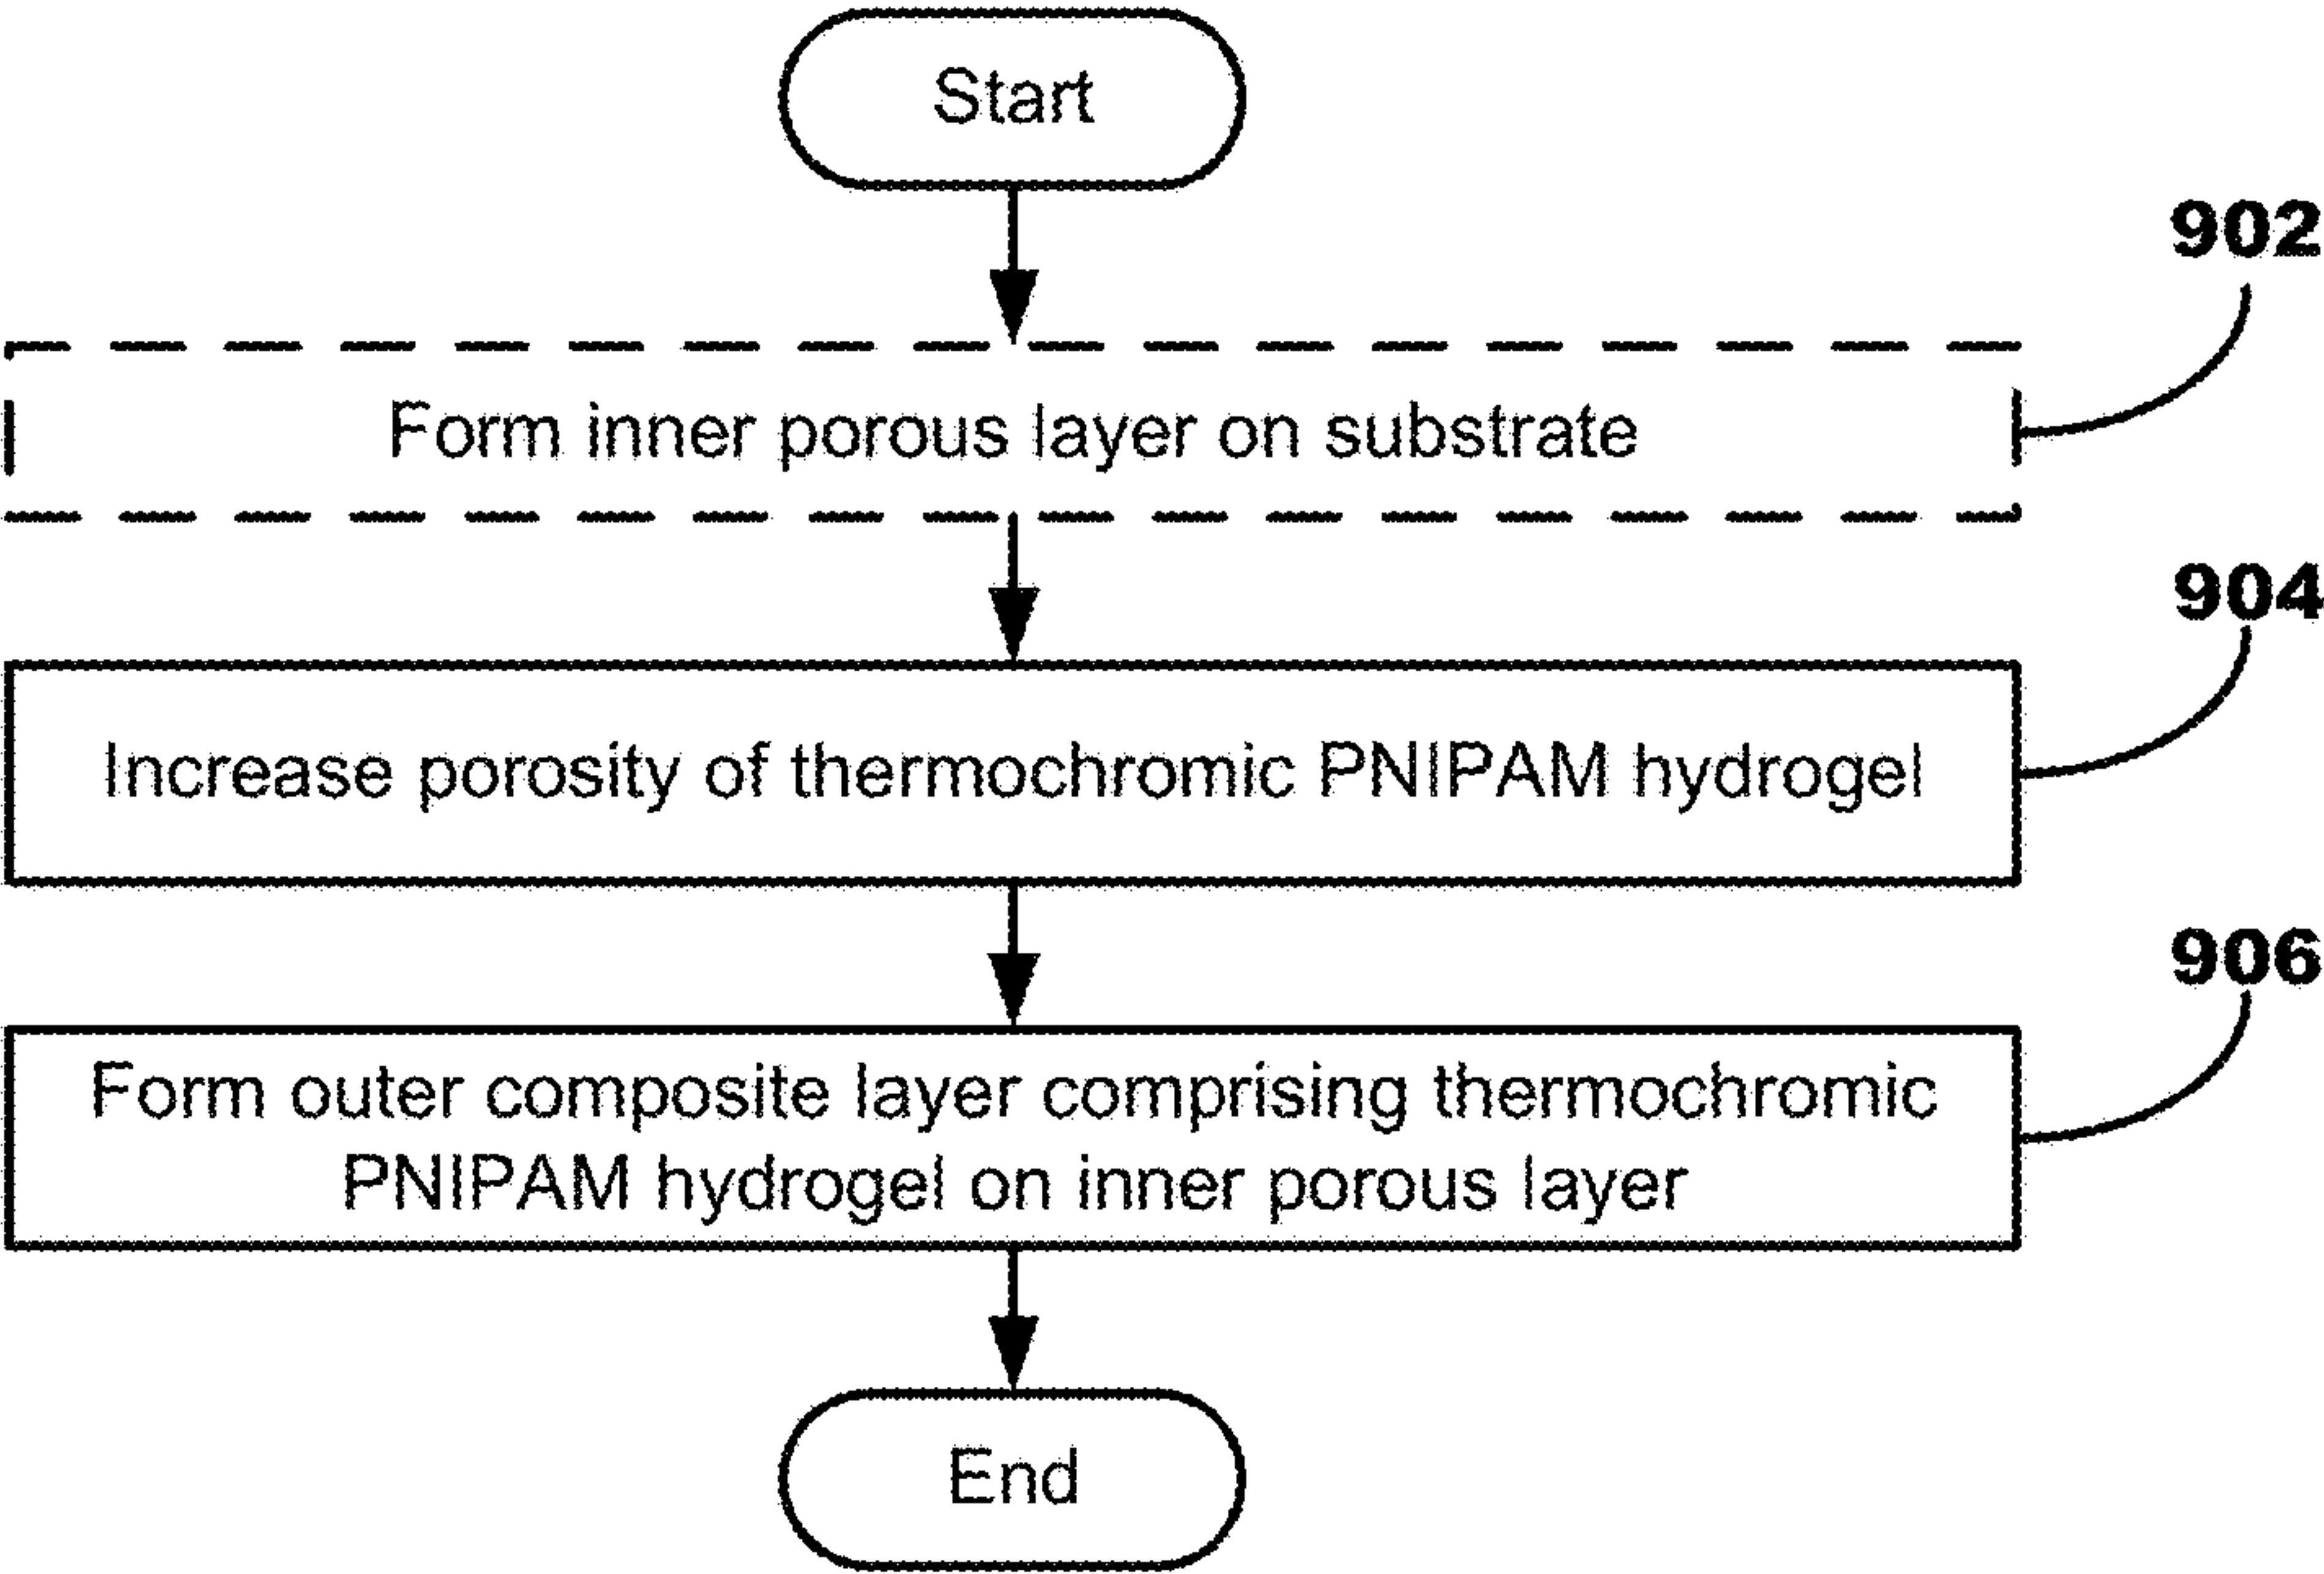 Start
902
Form inner porous layer on substrate
904
Increase porosity of thermochromic PNIPAM hydrogel
906
Form outer composite layer comprising thermochromic
PNIPAM hydrogel on inner porous layer
End